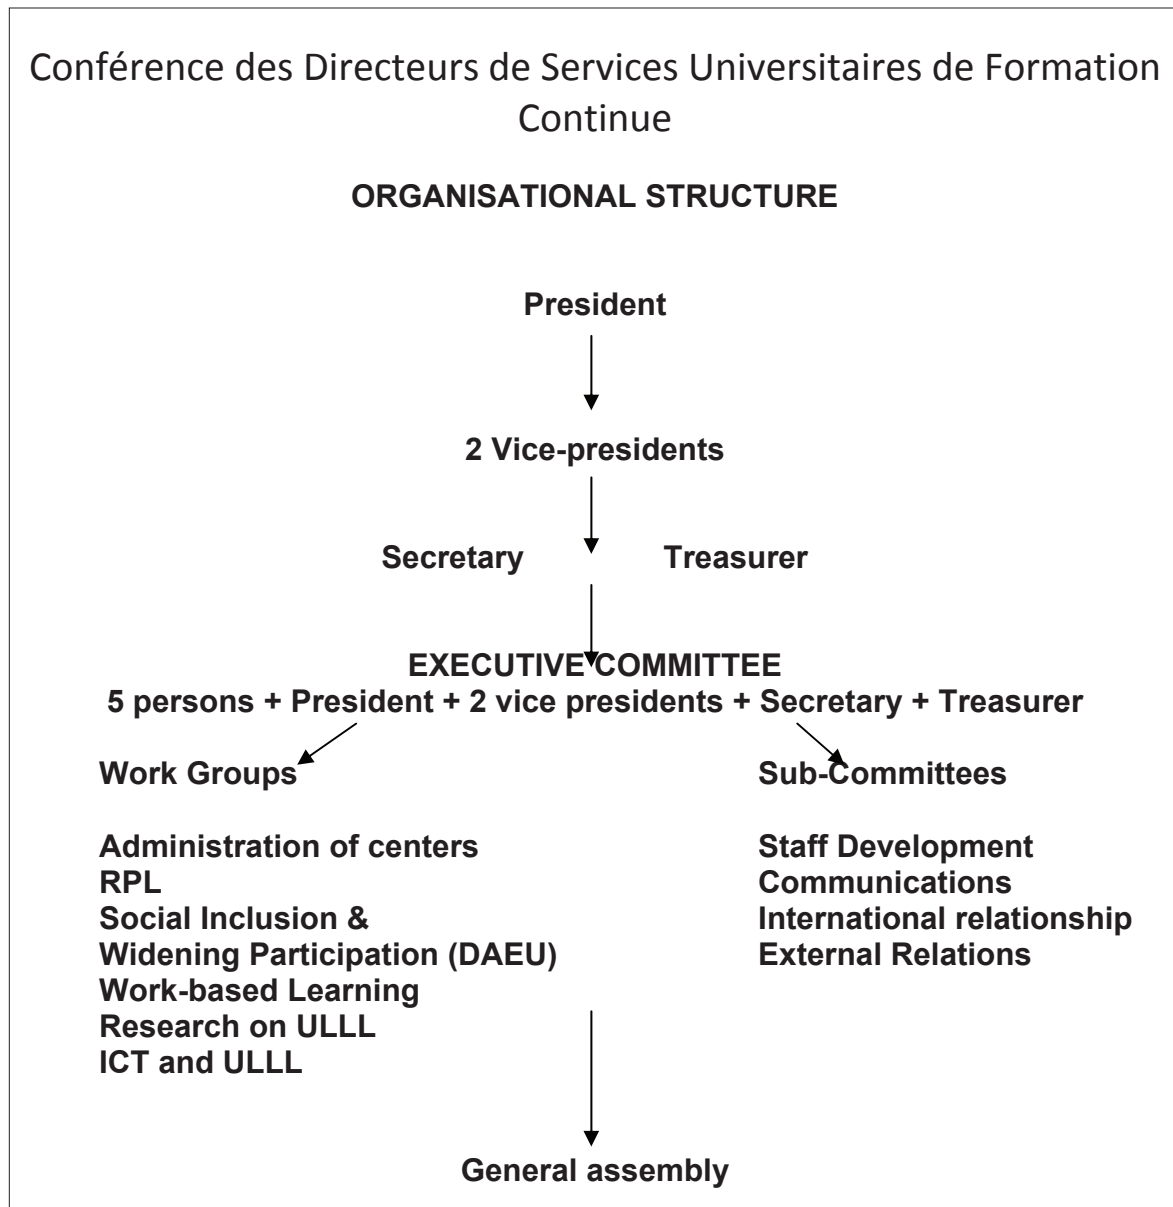 Conférence des Directeurs de Services Universitaires de Formation
Continue
ORGANISATIONAL STRUCTURE
President
2 Vice-presidents
Secretary Treasurer
EXECUTIVE COMMITTEE
5 persons + President + 2 vice presidents + Secretary + Treasurer
Work Groups
Administration of centers
RPL
Social Inclusion &
Widening Participation (DAEU)
Work-based Learning
Research on ULLL
ICT and ULLL
Sub-Committees
Staff Development
Communications
International relationship
External Relations
General assembly